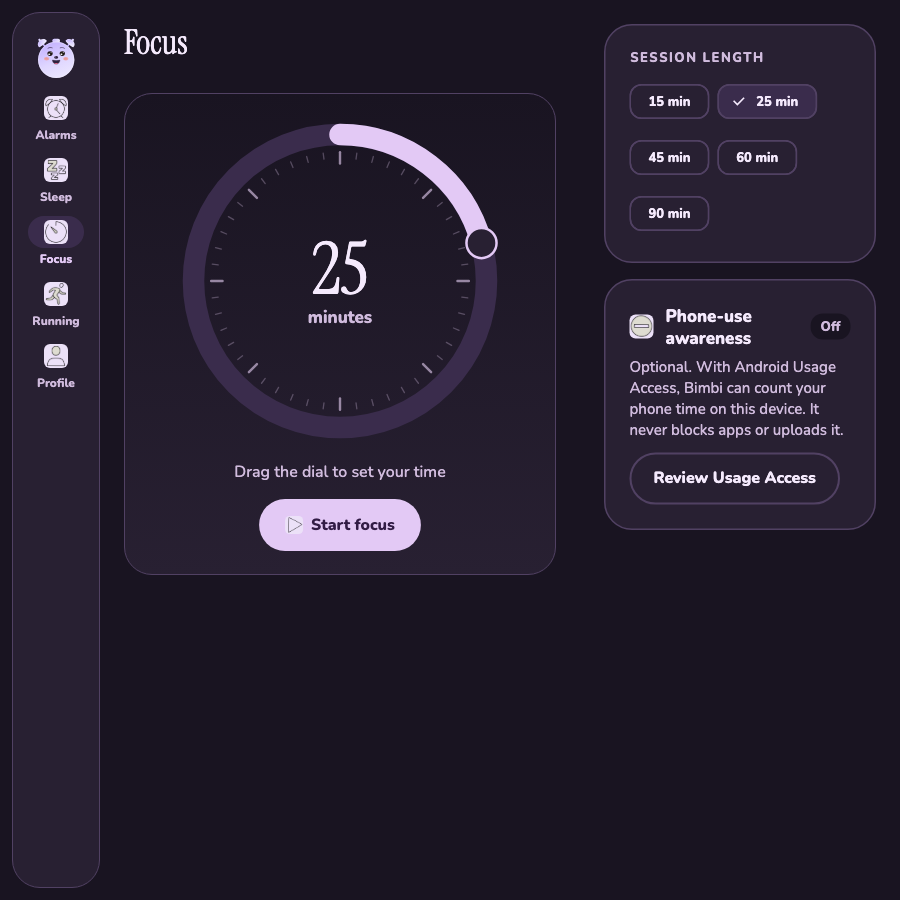 Focus
Alarms
Sleep
Focus
Running
Profile
25
minutes
Drag the dial to set your time
Start focus
SESSION LENGTH
15 min
25 min
45 min
60 min
90 min
Phone-use
awareness
Off
Optional. With Android Usage
Access, Bimbi can count your
phone time on this device. It
never blocks apps or uploads it.
Review Usage Access